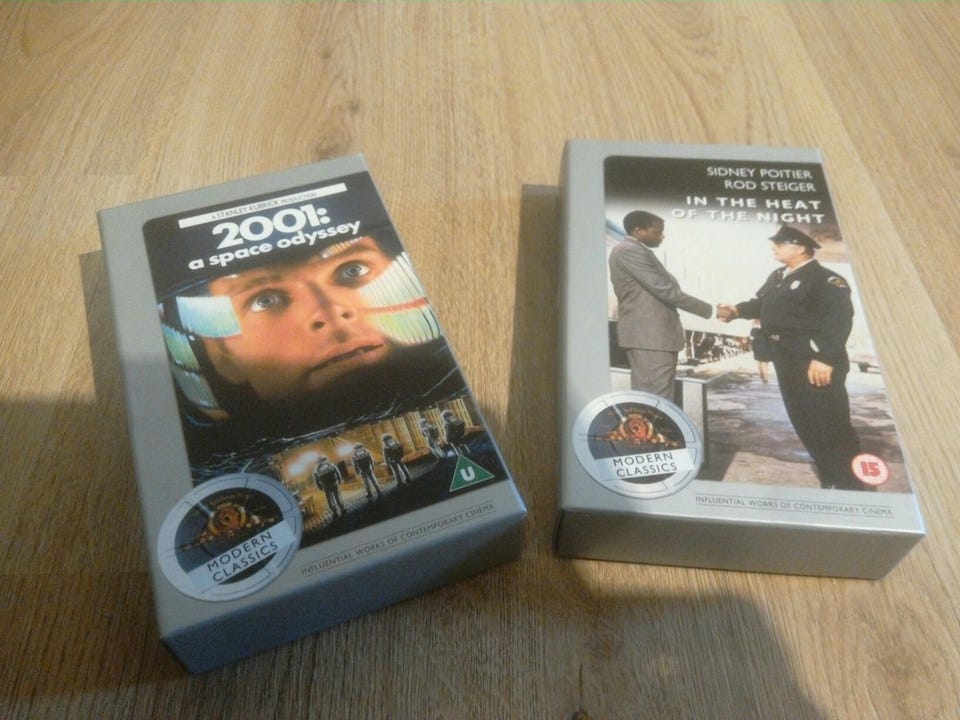 A STANLEY KUBRICK PRODUCTION
2001:
a space odyssey
U
MODERN
CLASSICS
INFLUENTIAL WORKS OF CONTEMPORARY CINEMA
SIDNEY POITIER
ROD STEIGER
IN THE HEAT
OF THE NIGHT
MODERN
CLASSICS
15
INFLUENTIAL WORKS OF CONTEMPORARY CINEMA